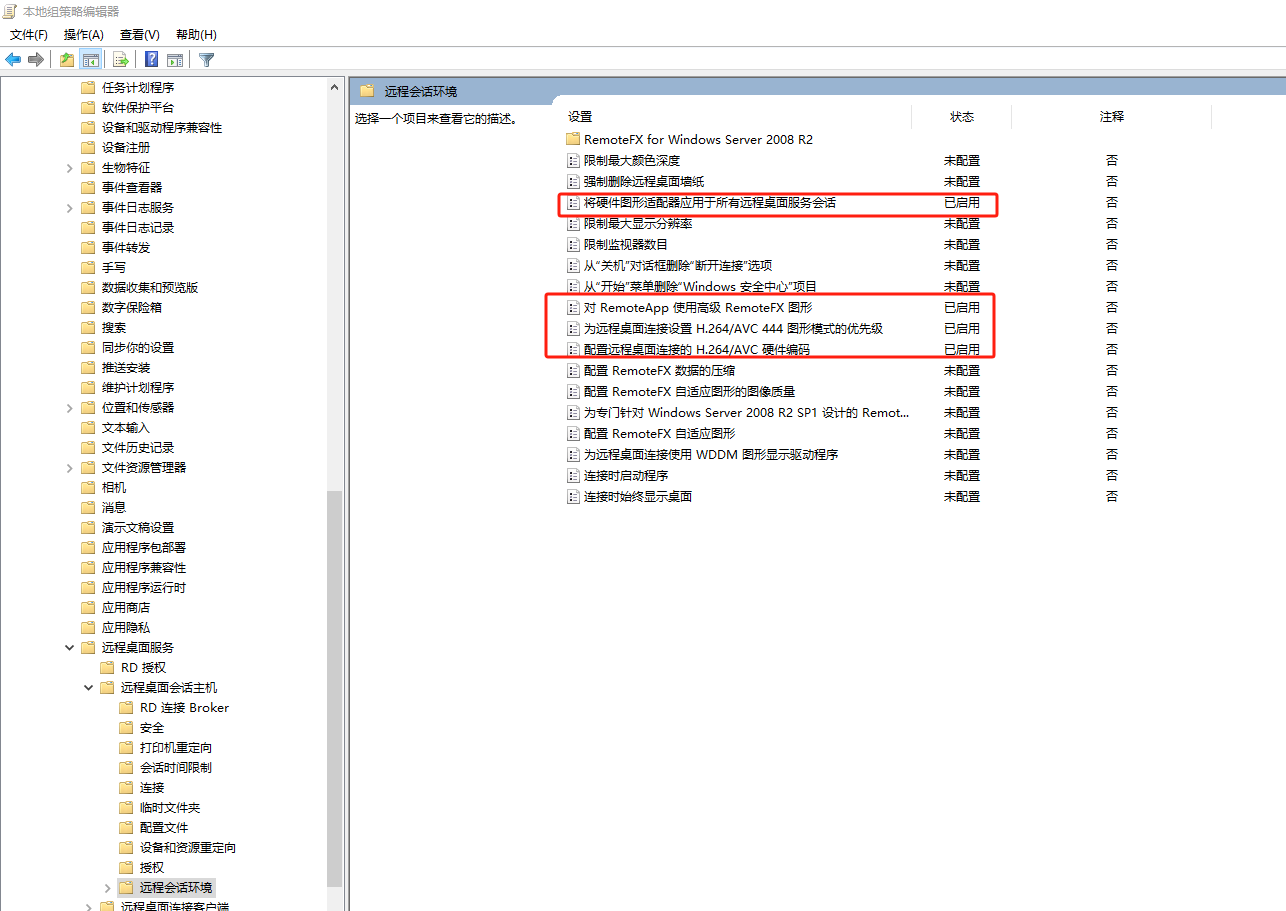 本地组策略编辑器
文件(F) 操作(A) 查看(V) 帮助(H)
任务计划程序
软件保护平台
设备和驱动程序兼容性
设备注册
生物特征
事件查看器
事件日志服务
事件日志记录
事件转发
手写
数据收集和预览版
数字保险箱
搜索
同步你的设置
推送安装
维护计划程序
位置和传感器
文本输入
文件历史记录
文件资源管理器
相机
消息
演示文稿设置
应用程序包部署
应用程序兼容性
应用程序运行时
应用商店
应用隐私
远程桌面服务
RD 授权
远程桌面会话主机
RD 连接 Broker
安全
打印机重定向
会话时间限制
连接
临时文件夹
配置文件
设备和资源重定向
授权
远程会话环境
远程桌面连接客户端
远程会话环境
选择一个项目来查看它的描述。
设置 状态 注释
RemoteFX for Windows Server 2008 R2
限制最大颜色深度 未配置 否
强制删除远程桌面墙纸 未配置 否
将硬件图形适配器应用于所有远程桌面服务会话 已启用 否
限制最大显示分辨率 未配置 否
限制监视器数目 未配置 否
从“关机”对话框删除“断开连接”选项 未配置 否
从“开始”菜单删除“Windows 安全中心”项目 未配置 否
对 RemoteApp 使用高级 RemoteFX 图形 已启用 否
为远程桌面连接设置 H.264/AVC 444 图形模式的优先级 已启用 否
配置远程桌面连接的 H.264/AVC 硬件编码 已启用 否
配置 RemoteFX 数据的压缩 未配置 否
配置 RemoteFX 自适应图形的图像质量 未配置 否
为专门针对 Windows Server 2008 R2 SP1 设计的 Remot... 未配置 否
配置 RemoteFX 自适应图形 未配置 否
为远程桌面连接使用 WDDM 图形显示驱动程序 未配置 否
连接时启动程序 未配置 否
连接时始终显示桌面 未配置 否